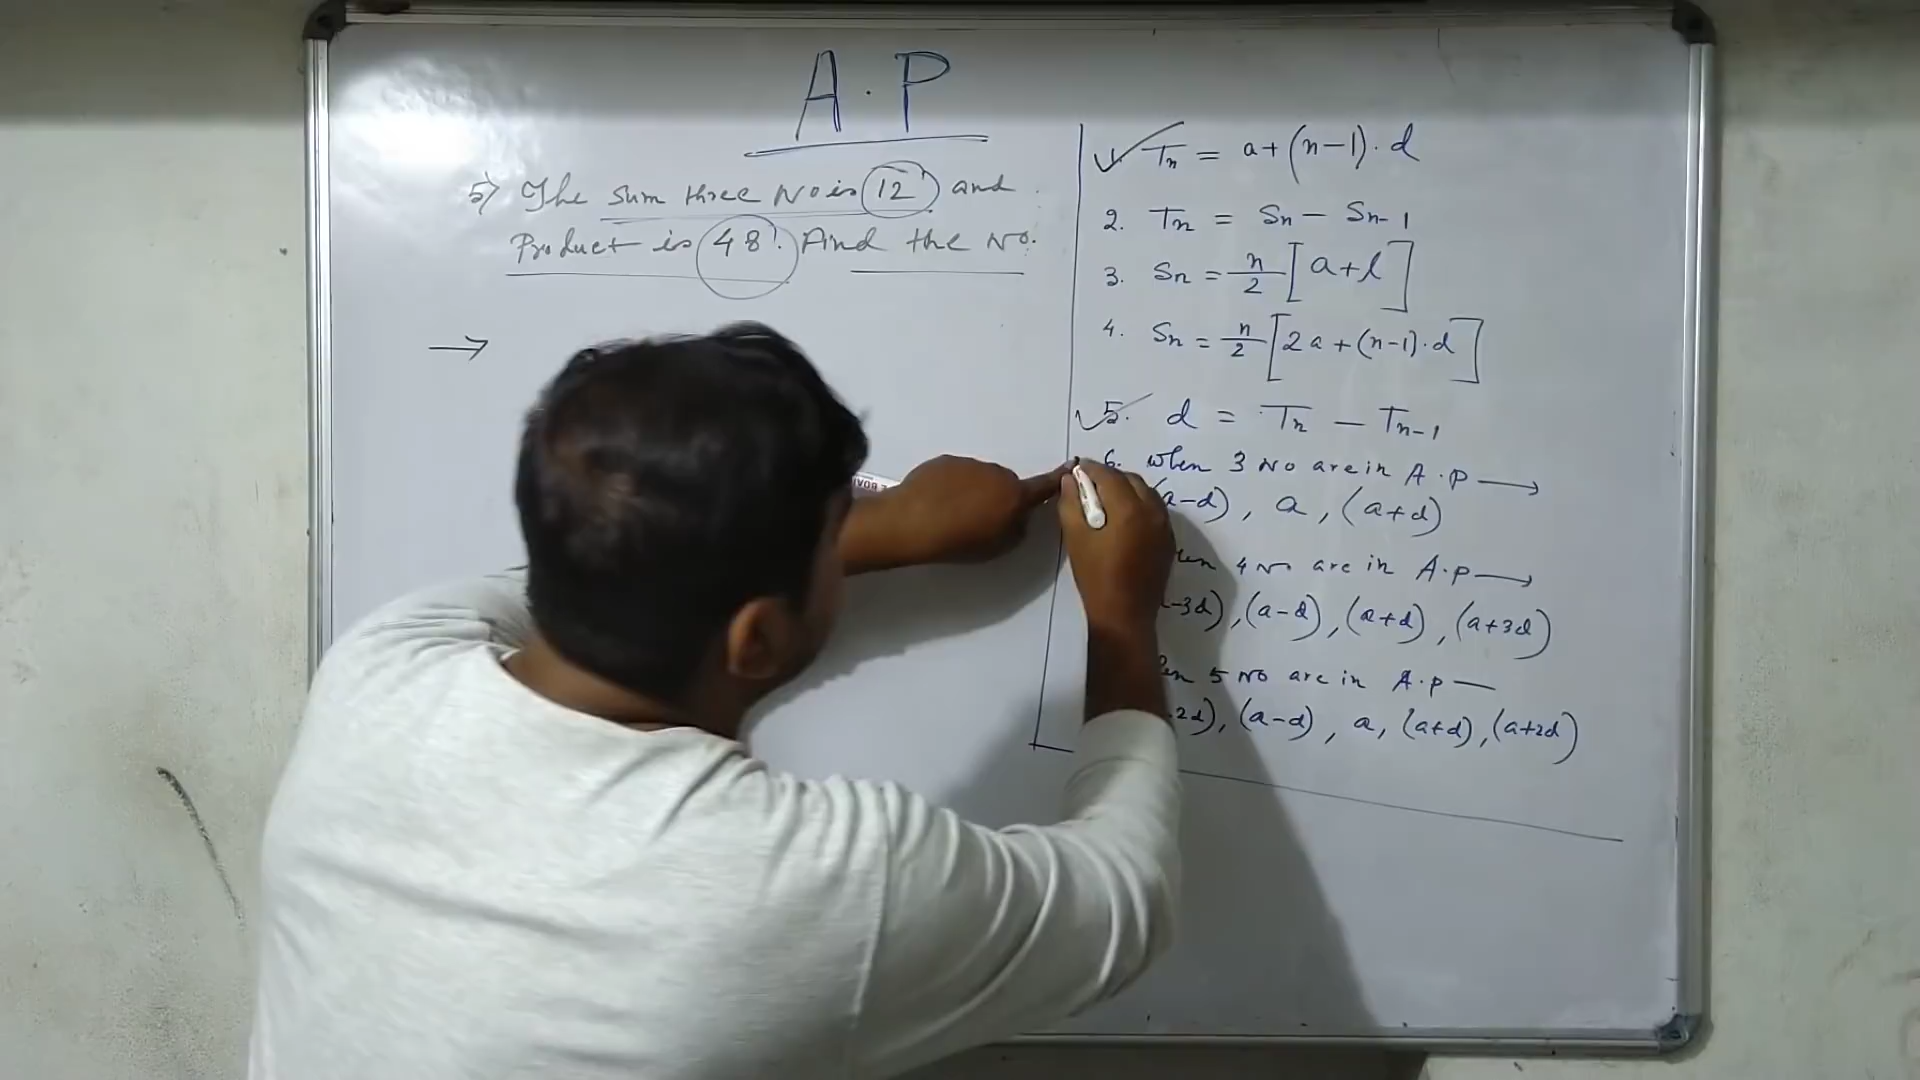 A.P
5) The sum three No is 12 and
Product is 48. Find the No.
→
Tn = a+(n-1).d
2. Tn = Sn - Sn-1
3. Sn = n/2 [a+l]
4. Sn = n/2 [2a+(n-1).d]
5. d = Tn - Tn-1
6. when 3 No are in A.P →
a-d), a, (a+d)
4 No are in A.P →
-3d), (a-d), (a+d), (a+3d)
5 No are in A.P —
2d), (a-d), a, (a+d), (a+2d)